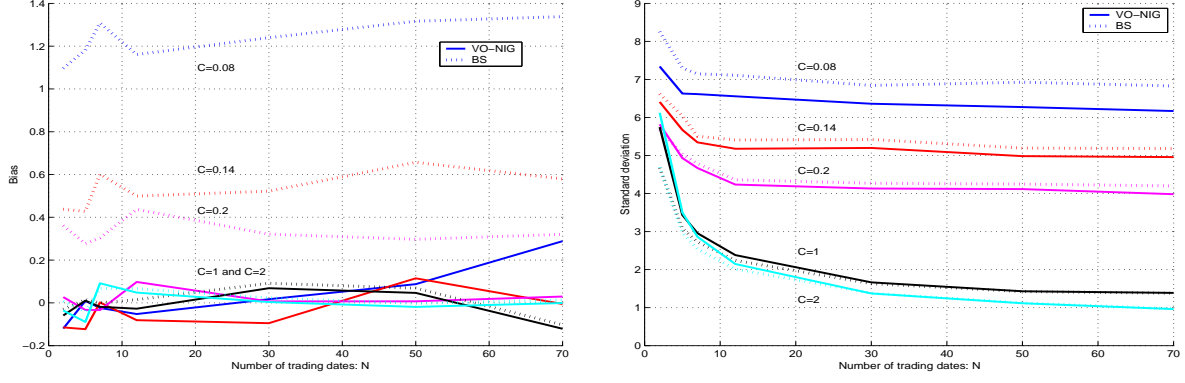 1.4
1.2
1
0.8
0.6
0.4
0.2
0
−0.2
Bias
0
10
20
30
40
50
60
70
Number of trading dates: N
VO−NIG
BS
C=0.08
C=0.14
C=0.2
C=1 and C=2
9
8
7
6
5
4
3
2
1
0
Standard deviation
0
10
20
30
40
50
60
70
Number of trading dates: N
VO−NIG
BS
C=0.08
C=0.14
C=0.2
C=1
C=2